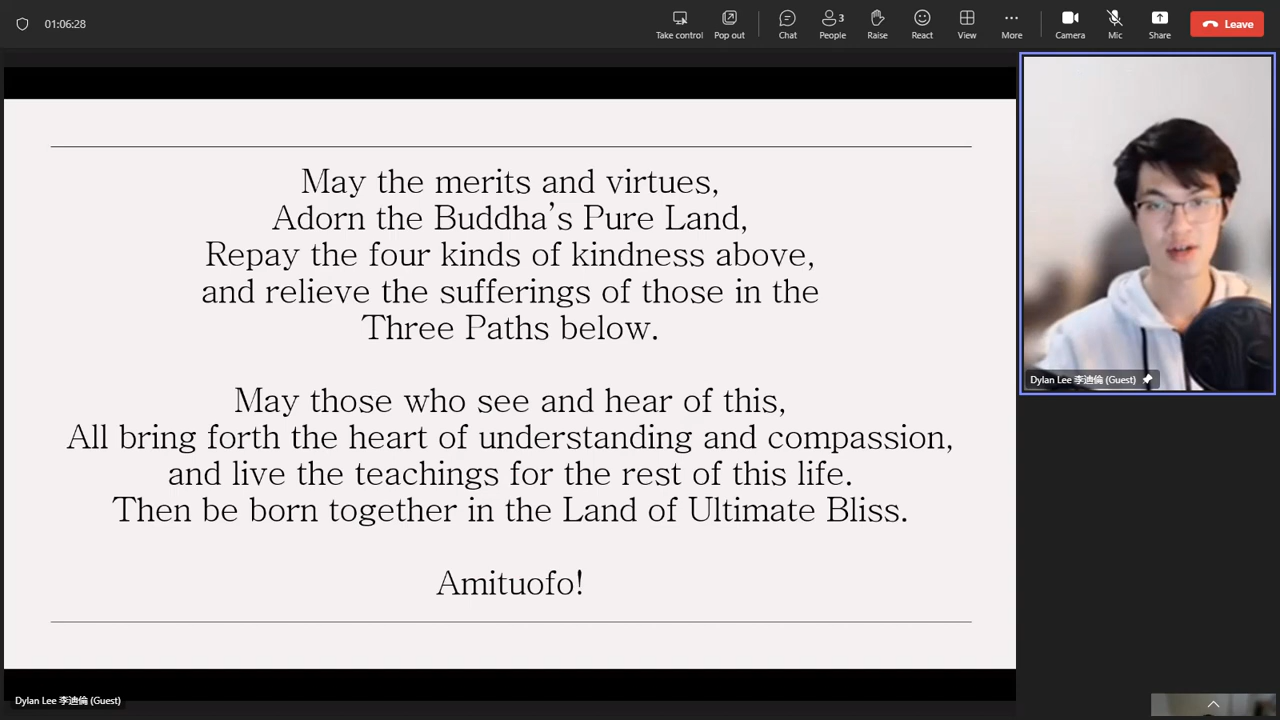 01:06:28
Take control
Pop out
Chat
People
3
Raise
React
View
More
Camera
Mic
Share
Leave
May the merits and virtues,
Adorn the Buddha's Pure Land,
Repay the four kinds of kindness above,
and relieve the sufferings of those in the
Three Paths below.
May those who see and hear of this,
All bring forth the heart of understanding and compassion,
and live the teachings for the rest of this life.
Then be born together in the Land of Ultimate Bliss.
Amituofo!
Dylan Lee 李迪倫 (Guest)
Dylan Lee 李迪倫 (Guest)